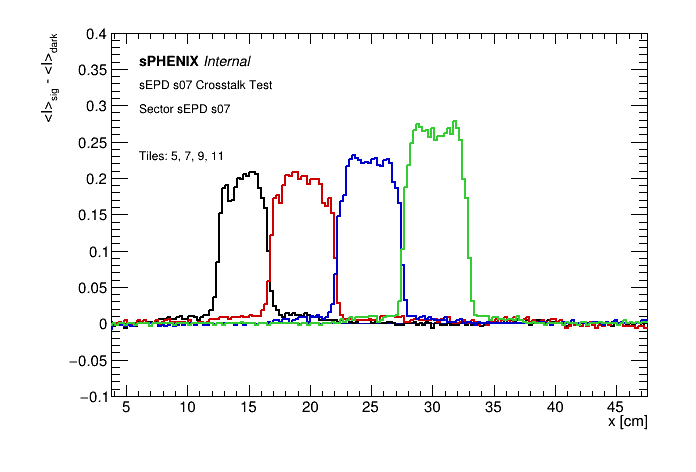 <I>sig - <I>dark
0.4
0.35
0.3
0.25
0.2
0.15
0.1
0.05
0
−0.05
−0.1
sPHENIX Internal
sEPD s07 Crosstalk Test
Sector sEPD s07
Tiles: 5, 7, 9, 11
5 10 15 20 25 30 35 40 45
x [cm]